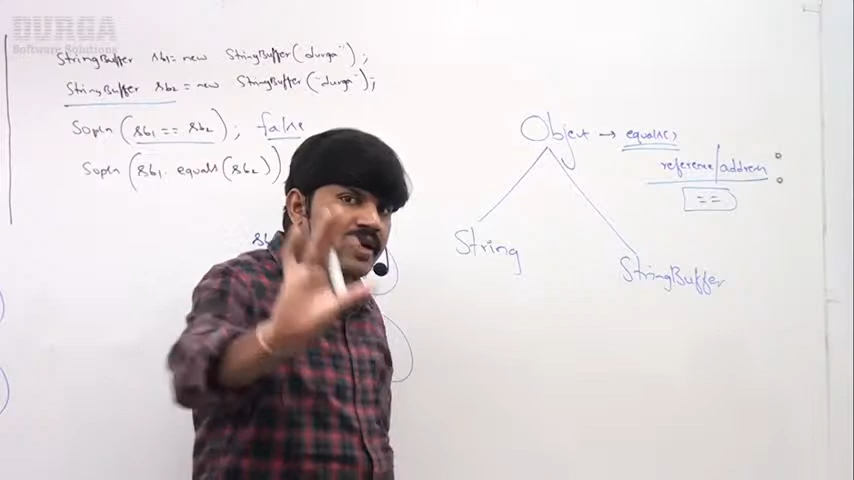 DURGA
Software Solutions
StringBuffer sb1 = new StringBuffer("durga");
StringBuffer sb2 = new StringBuffer("durga");
Sopln (sb1 == sb2); false
Sopln (sb1.equals(sb2));
sb
Object → equals()
reference/address
==
String
StringBuffer